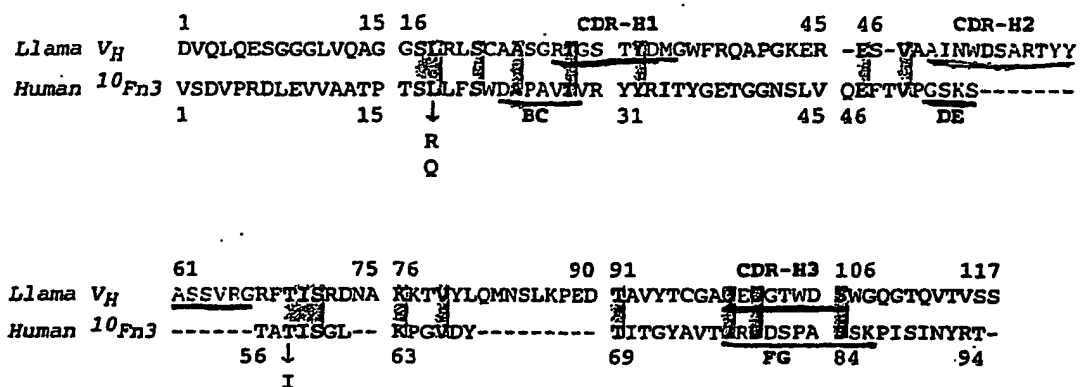 1 15 16 CDR-H1 45 46 CDR-H2
Llama VH DVQLQESGGGLVQAG GSLRLSCAASGRTGS TYDMGWFRQAPGKER -ES-VAAINWDSARTYY
Human 10Fn3 VSDVPRDLEVVAATP TSLLFSWDAPAVTVR YYRITYGETGGNSLV QEFTVPGSKS-------
1 15 ↓ BC 31 45 46 DE
R
Q
61 75 76 90 91 CDR-H3 106 117
Llama VH ASSVRGRFTISRDNA KKTVYLQMNSLKPED TAVYTCGAGEGGTWD SWGQGTQVTVSS
Human 10Fn3 ------TATISGL-- KPGVDY--------- TITGYAVTGRGDSPA SSKPISINYRT-
56 ↓ 63 69 FG 84 94
I